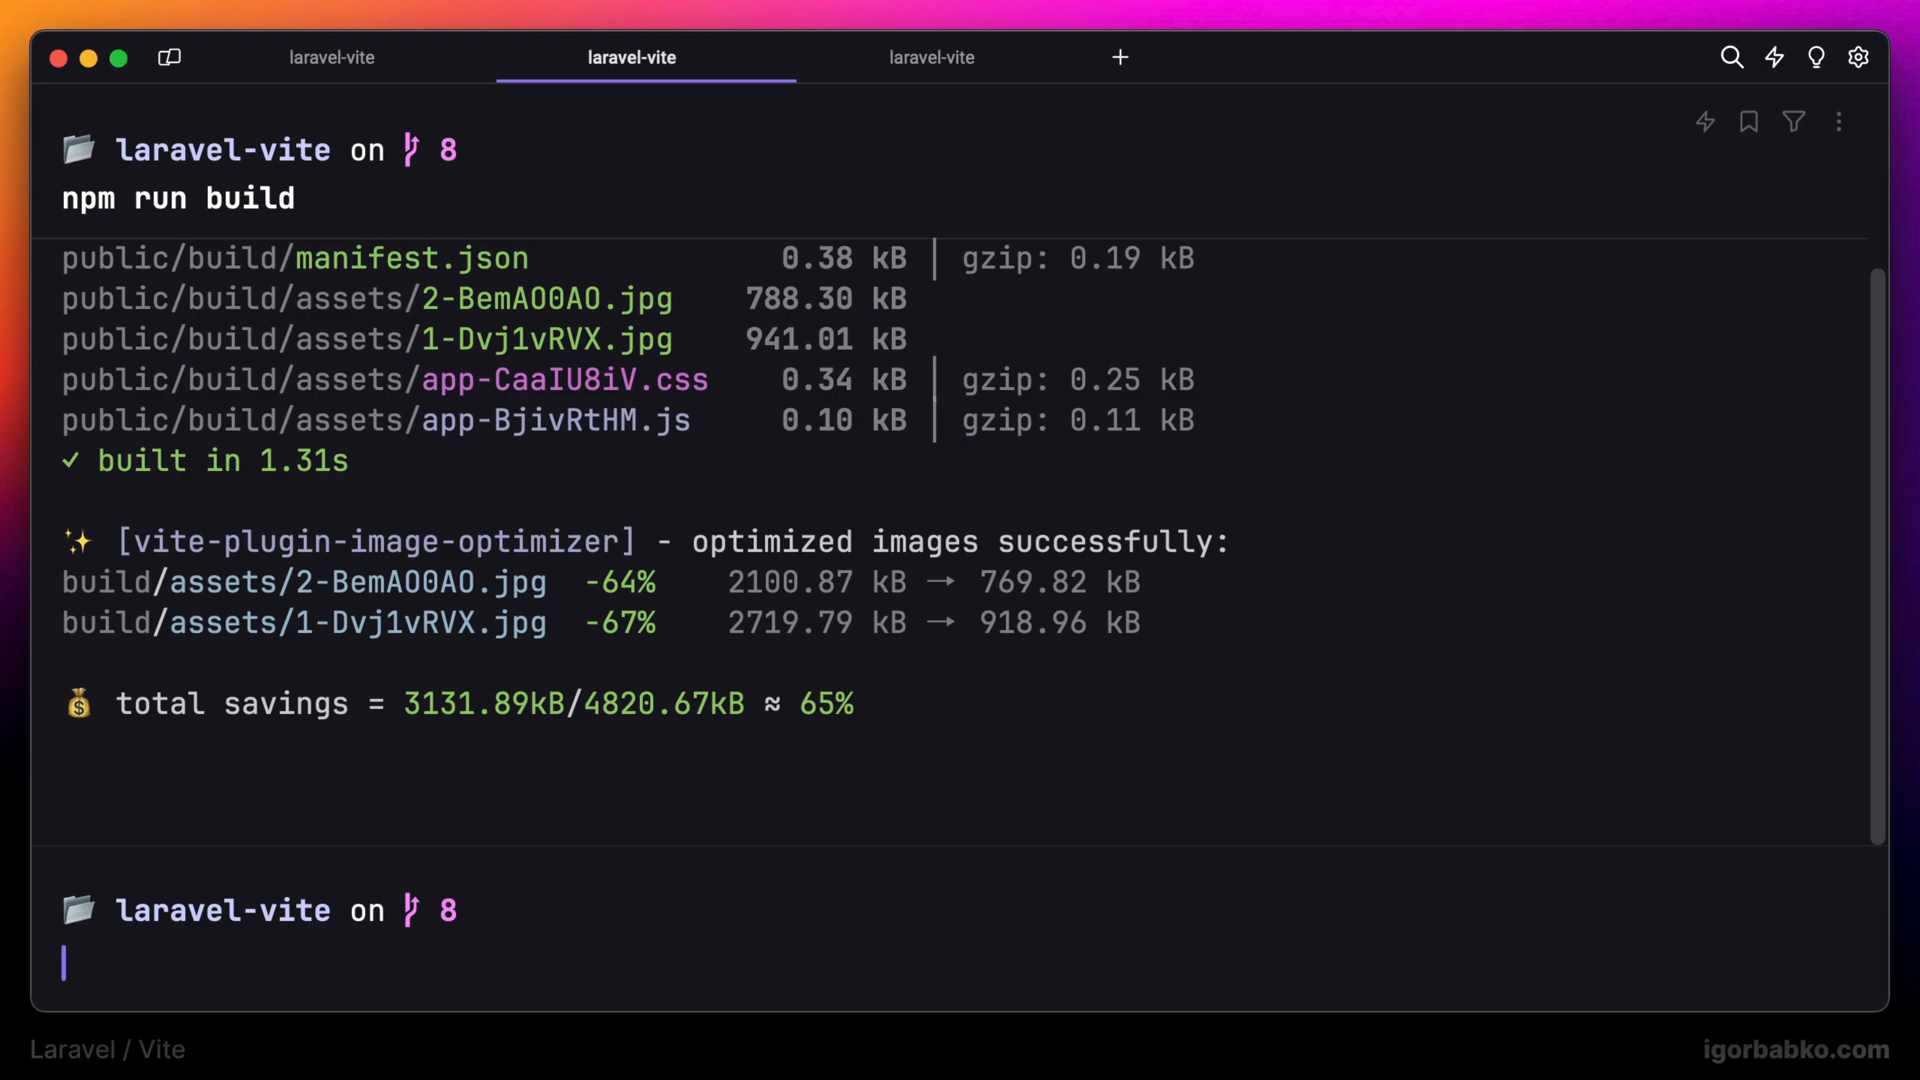 laravel-vite
laravel-vite
laravel-vite
laravel-vite on 8
npm run build
public/build/manifest.json 0.38 kB │ gzip: 0.19 kB
public/build/assets/2-BemAO0AO.jpg 788.30 kB
public/build/assets/1-Dvj1vRVX.jpg 941.01 kB
public/build/assets/app-CaaIU8iV.css 0.34 kB │ gzip: 0.25 kB
public/build/assets/app-BjivRtHM.js 0.10 kB │ gzip: 0.11 kB
✓ built in 1.31s
✨ [vite-plugin-image-optimizer] - optimized images successfully:
build/assets/2-BemAO0AO.jpg -64% 2100.87 kB → 769.82 kB
build/assets/1-Dvj1vRVX.jpg -67% 2719.79 kB → 918.96 kB
💰 total savings = 3131.89kB/4820.67kB ≈ 65%
laravel-vite on 8
Laravel / Vite
igorbabko.com